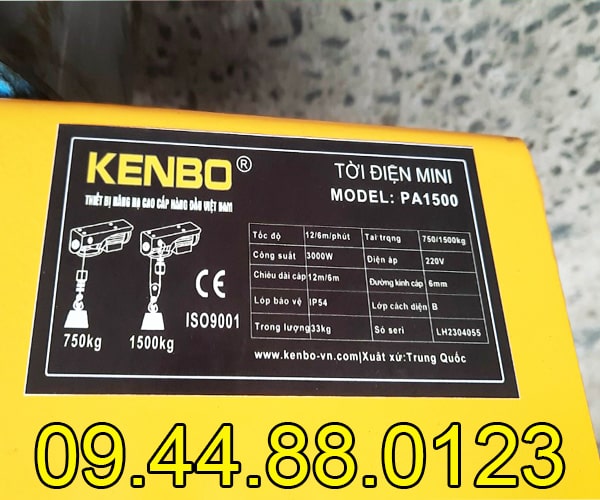 KENBO®
THIẾT BỊ NÂNG HẠ CAO CẤP HÀNG ĐẦU VIỆT NAM
TỜI ĐIỆN MINI
MODEL: PA1500
Tốc độ 12/6m/phút Tai trọng 750/1500kg
Công suất 3000W Điện áp 220V
Chiều dài cáp 12m/6m Đường kính cáp 6mm
Lớp bảo vệ IP54 Lớp cách điện B
Trong lượng 33kg Số seri LH2304055
CE
ISO9001
750kg 1500kg
www.kenbo-vn.com|Xuất xứ:Trung Quốc
09.44.88.0123